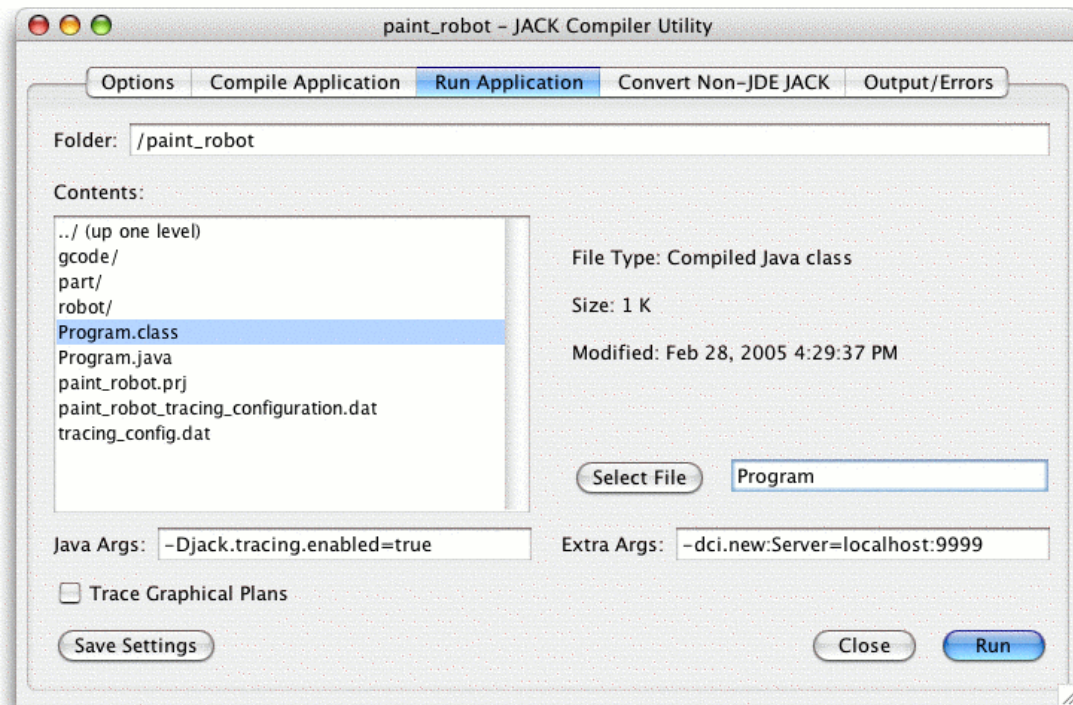 paint_robot – JACK Compiler Utility
Options Compile Application Run Application Convert Non-JDE JACK Output/Errors
Folder: /paint_robot
Contents:
../ (up one level)
gcode/
part/
robot/
Program.class
Program.java
paint_robot.prj
paint_robot_tracing_configuration.dat
tracing_config.dat
File Type: Compiled Java class
Size: 1 K
Modified: Feb 28, 2005 4:29:37 PM
Select File Program
Java Args: -Djack.tracing.enabled=true Extra Args: -dci.new:Server=localhost:9999
Trace Graphical Plans
Save Settings Close Run